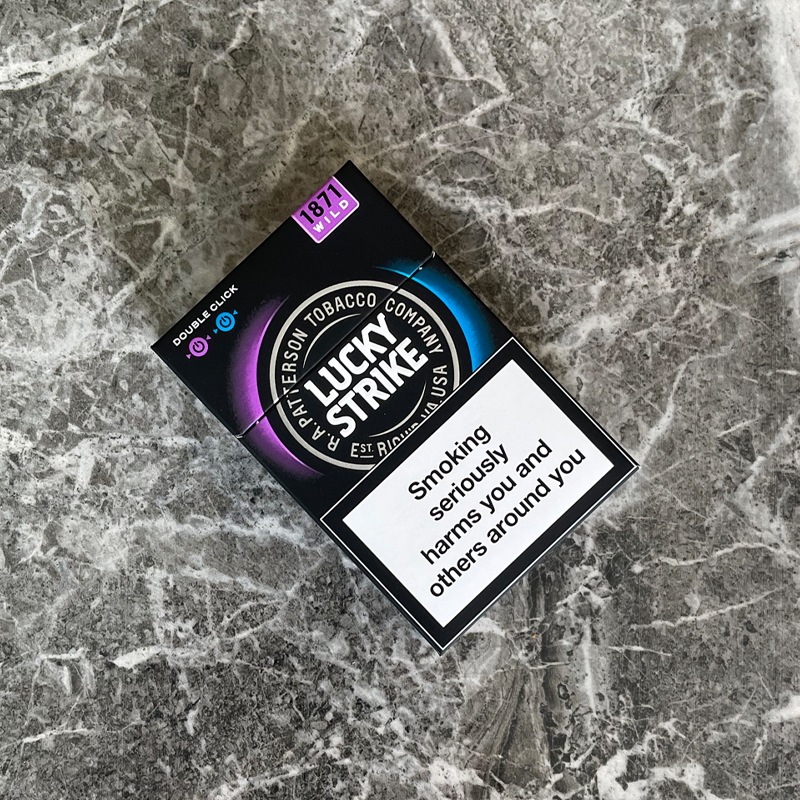 1871
WILD
DOUBLE CLICK
R.A. PATTERSON TOBACCO COMPANY
LUCKY
STRIKE
EST. VA USA
Smoking
seriously
harms you and
others around you